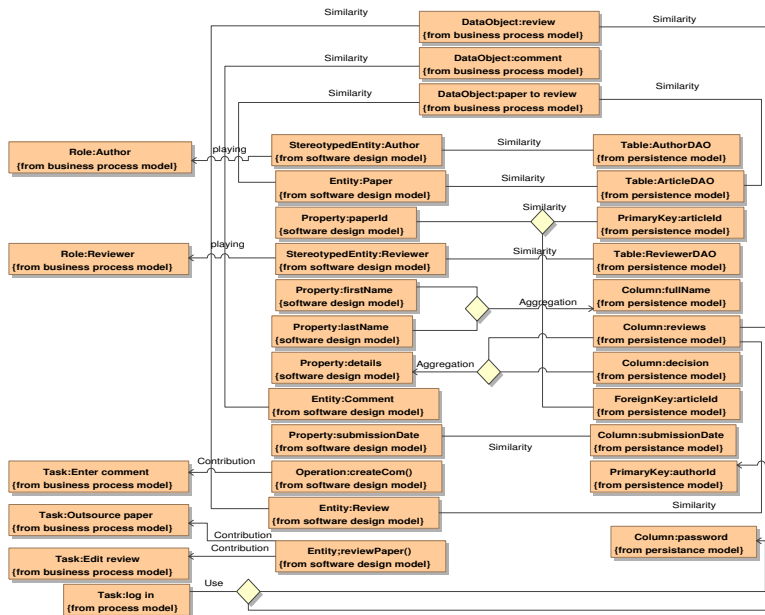 Similarity
DataObject:review
{from business process model}
Similarity
Similarity
DataObject:comment
{from business process model}
Similarity
DataObject:paper to review
{from business process model}
Similarity
Role:Author
{from business process model}
playing
StereotypedEntity:Author
{from software design model}
Similarity
Table:AuthorDAO
{from persistence model}
Entity:Paper
{from software design model}
Similarity
Table:ArticleDAO
{from persistence model}
Property:paperId
{software design model}
Similarity
PrimaryKey:articleId
{from persistence model}
Role:Reviewer
{from business process model}
playing
StereotypedEntity:Reviewer
{from software design model}
Similarity
Table:ReviewerDAO
{from persistence model}
Property:firstName
{software design model}
Aggregation
Column:fullName
{from persistence model}
Property:lastName
{software design model}
Column:reviews
{from persistence model}
Property:details
{software design model}
Aggregation
Column:decision
{from persistence model}
Entity:Comment
{from software design model}
ForeignKey:articleId
{from persistence model}
Property:submissionDate
{from software design model}
Similarity
Column:submissionDate
{from persistance model}
Task:Enter comment
{from business process model}
Contribution
Operation:createCom()
{from software design model}
PrimaryKey:authorId
{from persistence model}
Entity:Review
{from software design model}
Similarity
Task:Outsource paper
{from business process model}
Contribution
Column:password
{from persistance model}
Task:Edit review
{from business process model}
Contribution
Entity;reviewPaper()
{from software design model}
Task:log in
{from process model}
Use